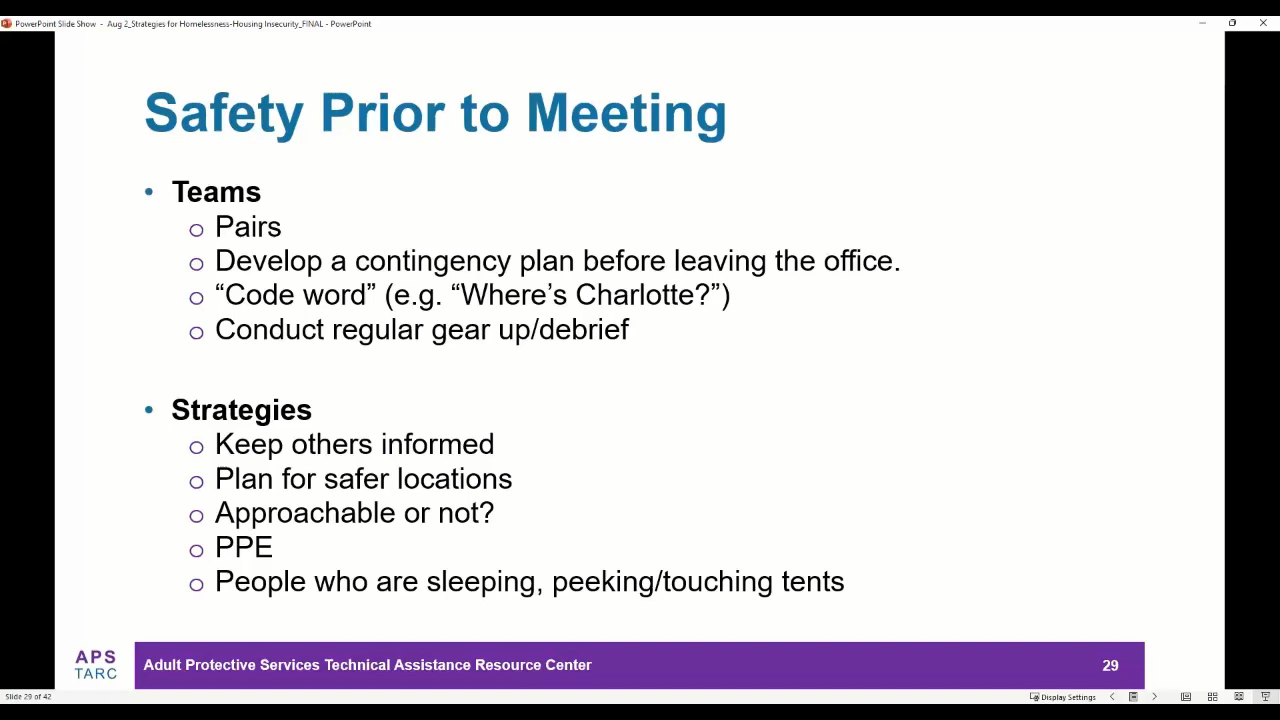 PowerPoint Slide Show - Aug 2_Strategies for Homelessness-Housing Insecurity_FINAL - PowerPoint
Safety Prior to Meeting
• Teams
o Pairs
o Develop a contingency plan before leaving the office.
o “Code word” (e.g. “Where’s Charlotte?”)
o Conduct regular gear up/debrief
• Strategies
o Keep others informed
o Plan for safer locations
o Approachable or not?
o PPE
o People who are sleeping, peeking/touching tents
APS
TARC
Adult Protective Services Technical Assistance Resource Center
29
Slide 29 of 42
Display Settings